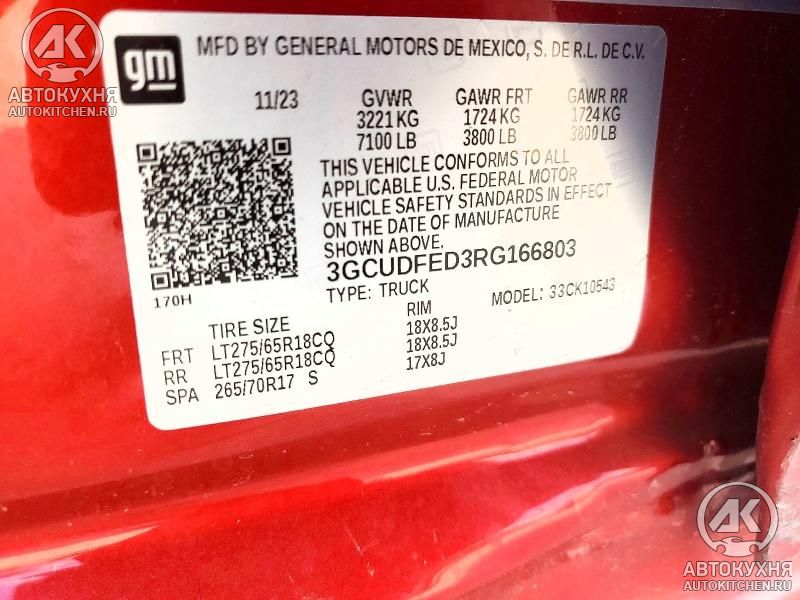 AK
АВТОКУХНЯ
AUTOKITCHEN.RU
gm
MFD BY GENERAL MOTORS DE MEXICO, S. DE R.L. DE C.V.
11/23 GVWR GAWR FRT GAWR RR
3221 KG 1724 KG 1724 KG
7100 LB 3800 LB 3800 LB
THIS VEHICLE CONFORMS TO ALL
APPLICABLE U.S. FEDERAL MOTOR
VEHICLE SAFETY STANDARDS IN EFFECT
ON THE DATE OF MANUFACTURE
SHOWN ABOVE.
3GCUDFED3RG166803
170H
TYPE: TRUCK MODEL: 33CK10543
TIRE SIZE RIM
FRT LT275/65R18CQ 18X8.5J
RR LT275/65R18CQ 18X8.5J
SPA 265/70R17 S 17X8J
AK
АВТОКУХНЯ
AUTOKITCHEN.RU